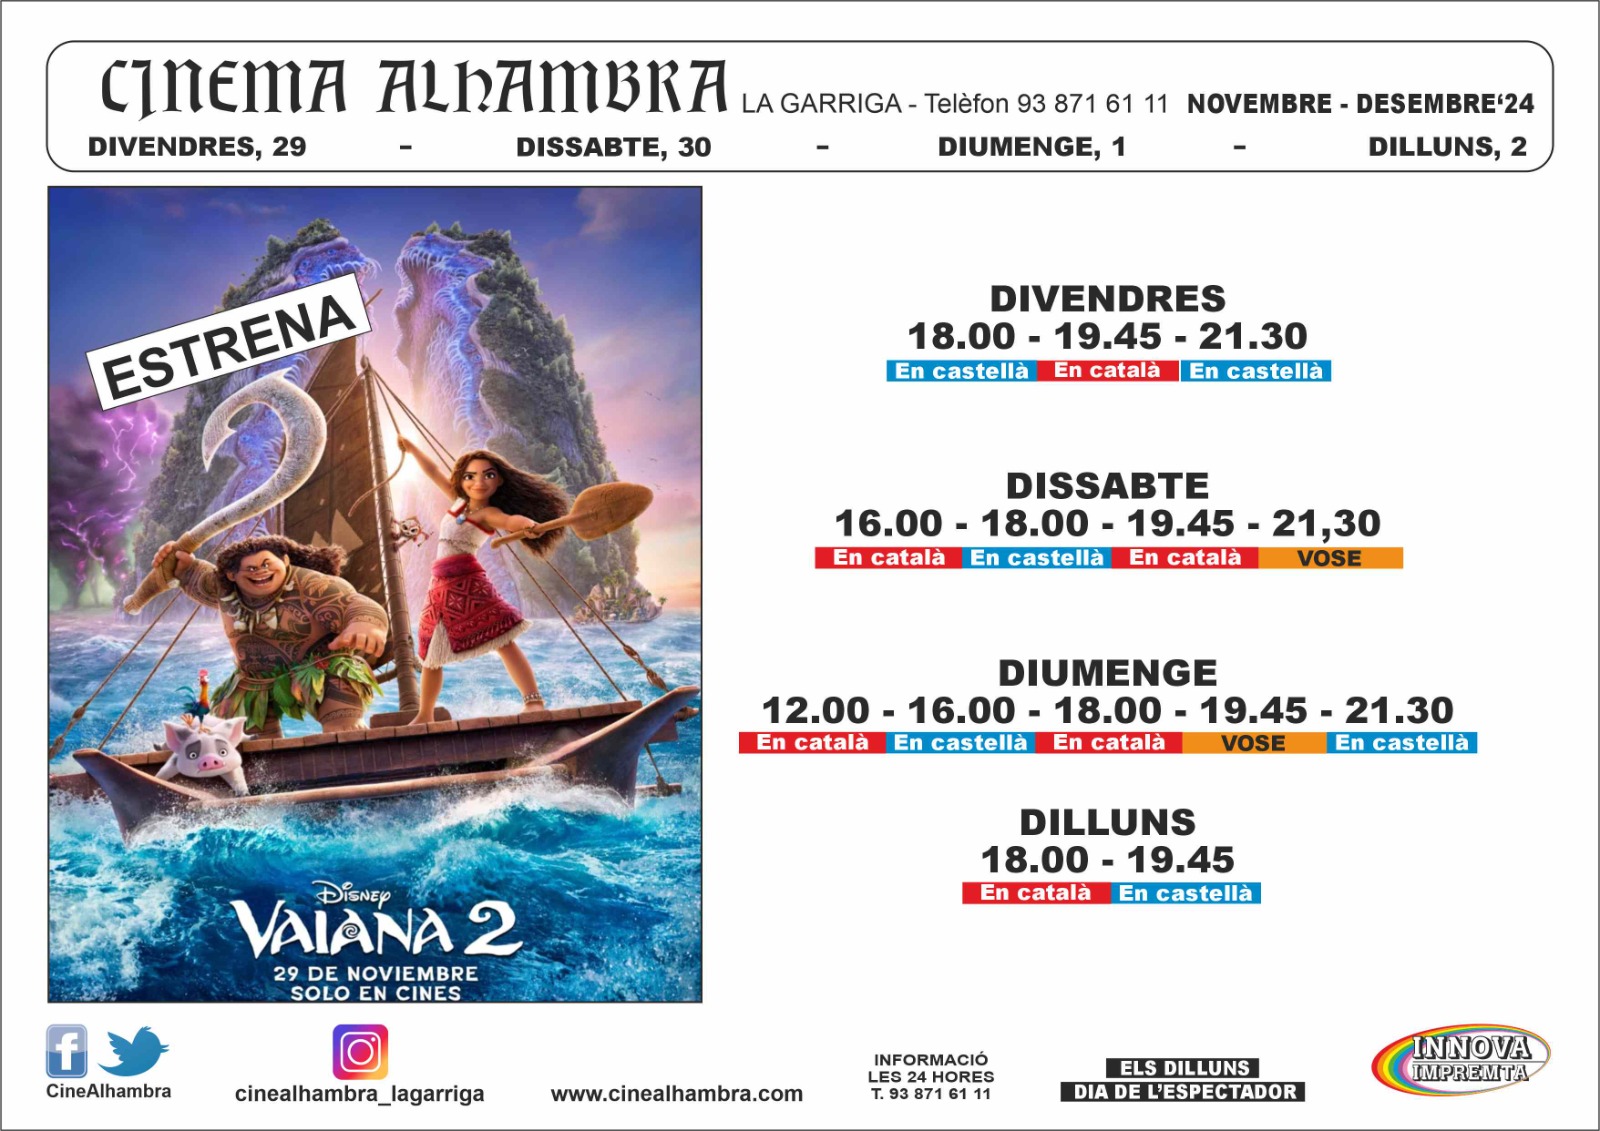 CINEMA ALHAMBRA LA GARRIGA - Telèfon 93 871 61 11 NOVEMBRE - DESEMBRE‘24
DIVENDRES, 29 - DISSABTE, 30 - DIUMENGE, 1 - DILLUNS, 2
ESTRENA
DISNEY
VAIANA 2
29 DE NOVIEMBRE
SOLO EN CINES
DIVENDRES
18.00 - 19.45 - 21.30
En castellà En català En castellà
DISSABTE
16.00 - 18.00 - 19.45 - 21,30
En català En castellà En català VOSE
DIUMENGE
12.00 - 16.00 - 18.00 - 19.45 - 21.30
En català En castellà En català VOSE En castellà
DILLUNS
18.00 - 19.45
En català En castellà
CineAlhambra
cinealhambra_lagarriga
www.cinealhambra.com
INFORMACIÓ
LES 24 HORES
T. 93 871 61 11
ELS DILLUNS
DIA DE L’ESPECTADOR
INNOVA
IMPREMTA